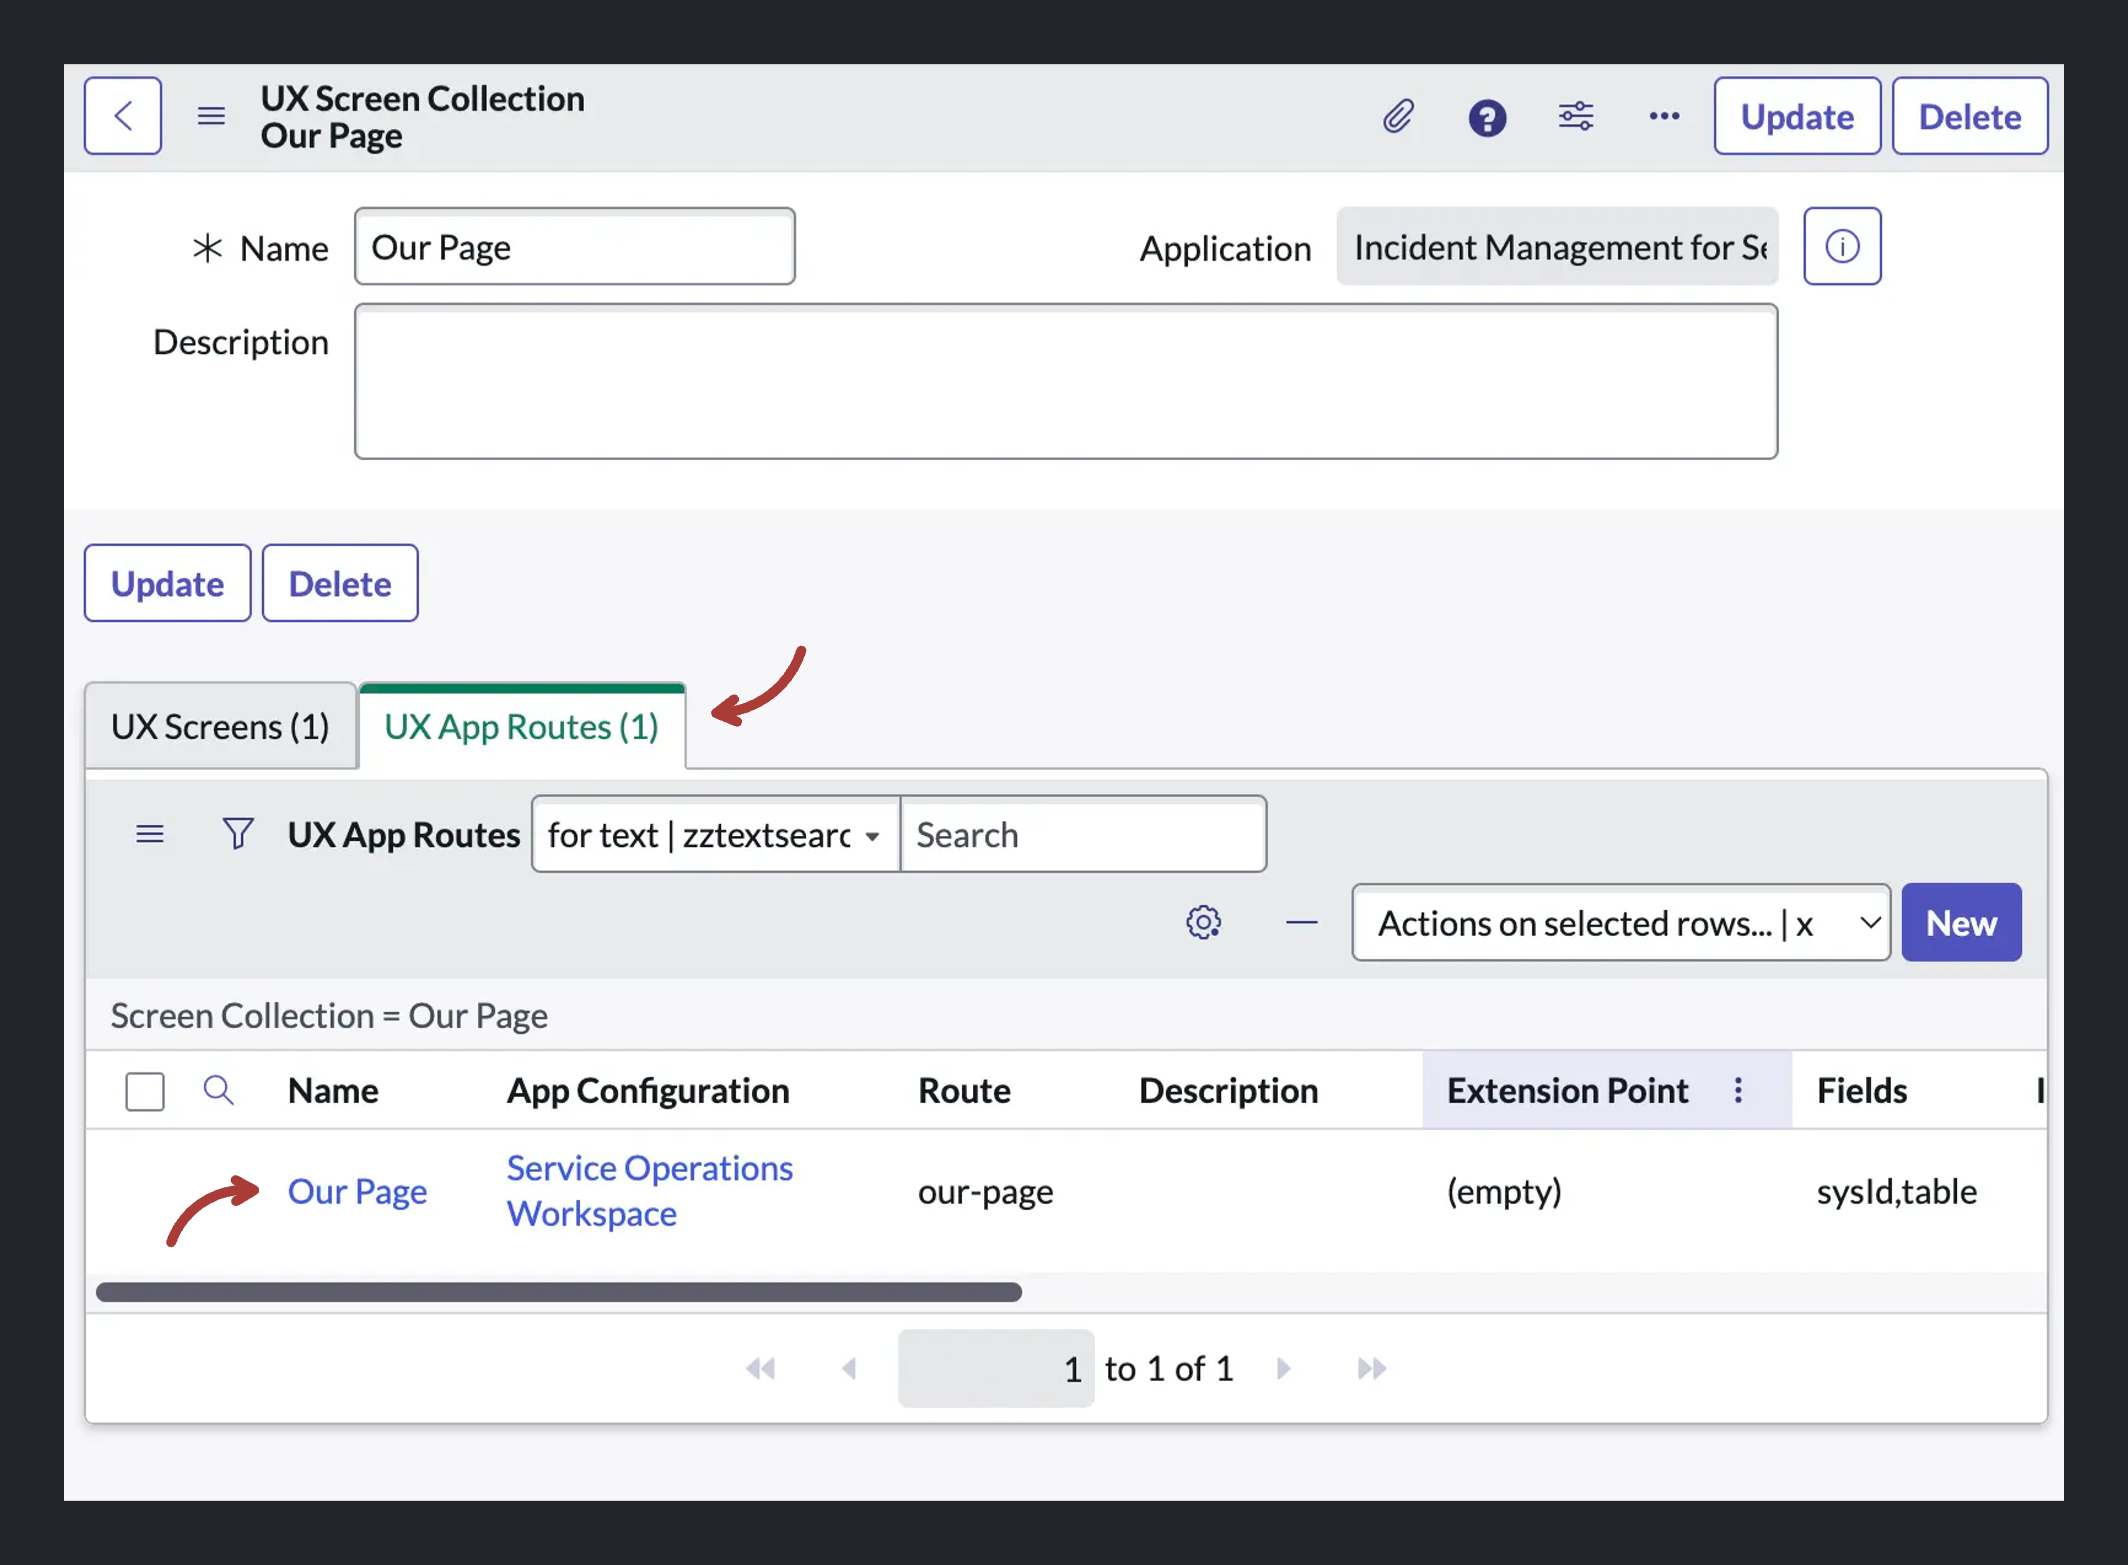 UX Screen Collection
Our Page
Update
Delete
Name
Our Page
Application
Incident Management for Se
Description
Update
Delete
UX Screens (1)
UX App Routes (1)
UX App Routes
for text | zztextsearc
Search
Actions on selected rows... | x
New
Screen Collection = Our Page
Name
App Configuration
Route
Description
Extension Point
Fields
Our Page
Service Operations
Workspace
our-page
(empty)
sysId,table
1 to 1 of 1